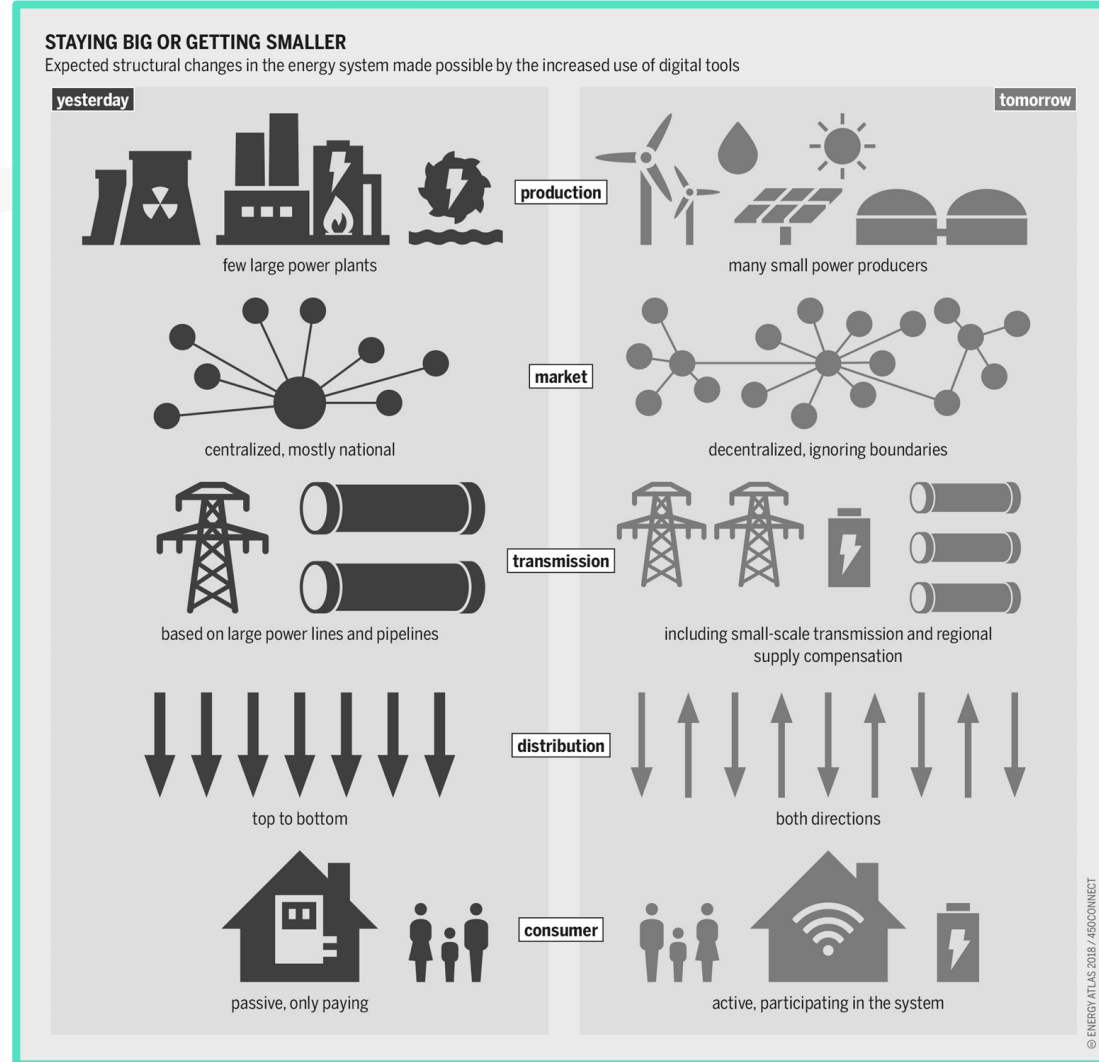 STAYING BIG OR GETTING SMALLER
Expected structural changes in the energy system made possible by the increased use of digital tools
yesterday
tomorrow
production
few large power plants
many small power producers
market
centralized, mostly national
decentralized, ignoring boundaries
transmission
based on large power lines and pipelines
including small-scale transmission and regional
supply compensation
distribution
top to bottom
both directions
consumer
passive, only paying
active, participating in the system
© ENERGY ATLAS 2018 / 450CONNECT